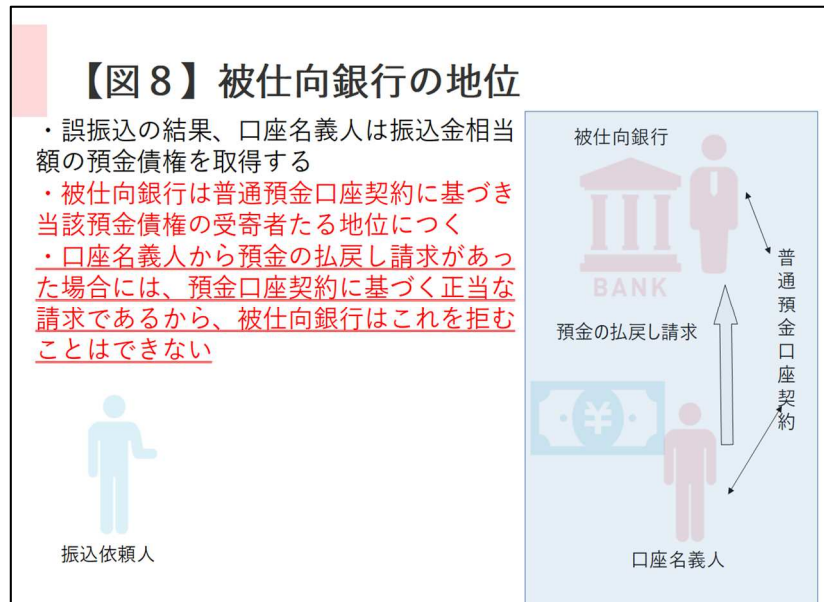 【図８】被仕向銀行の地位
・誤振込の結果、口座名義人は振込金相当
額の預金債権を取得する
・被仕向銀行は普通預金口座契約に基づき
当該預金債権の受寄者たる地位につく
・口座名義人から預金の払戻し請求があっ
た場合には、預金口座契約に基づく正当な
請求であるから、被仕向銀行はこれを拒む
ことはできない
振込依頼人
被仕向銀行
BANK
預金の払戻し請求
普通預金口座契約
¥
口座名義人